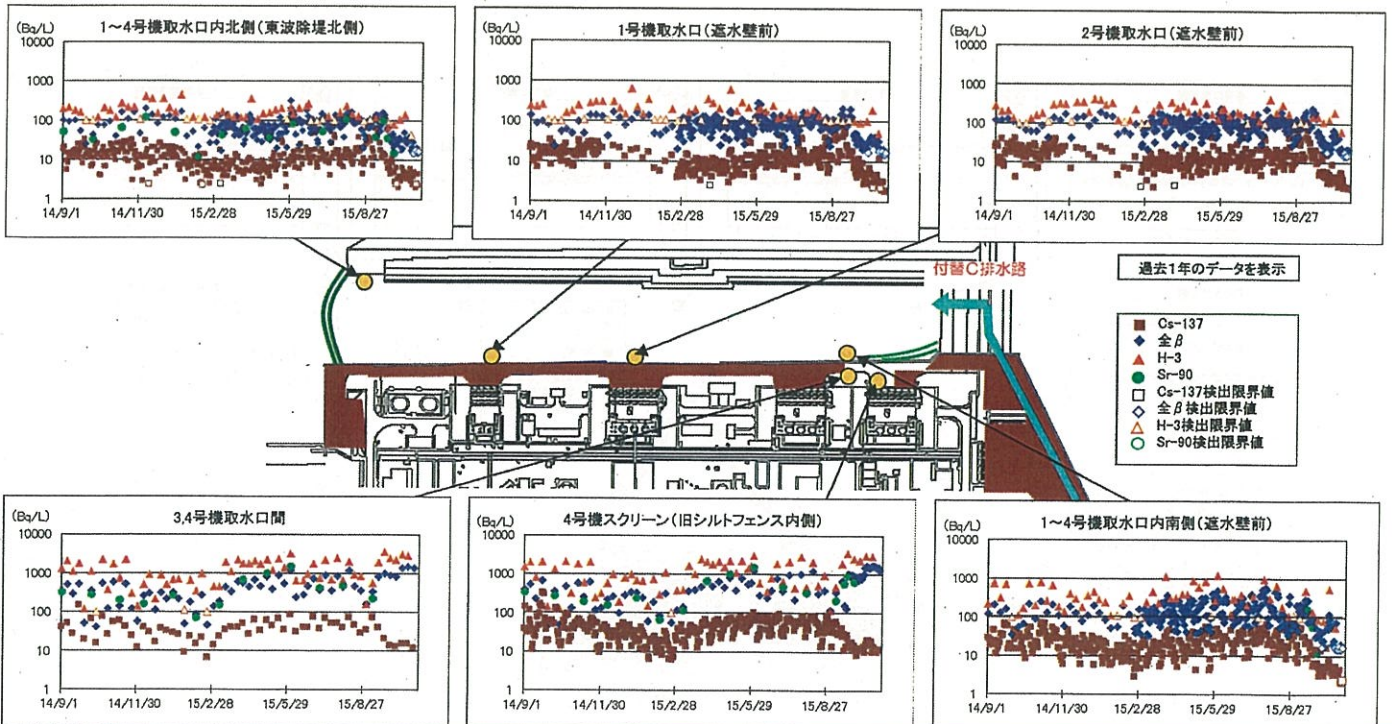 1～4号機取水口内北側(東波除堤北側)
(Bq/L)
10000
1000
100
10
1
14/9/1 14/11/30 15/2/28 15/5/29 15/8/27
1号機取水口(遮水壁前)
(Bq/L)
10000
1000
100
10
1
14/9/1 14/11/30 15/2/28 15/5/29 15/8/27
2号機取水口(遮水壁前)
(Bq/L)
10000
1000
100
10
1
14/9/1 14/11/30 15/2/28 15/5/29 15/8/27
付替C排水路
過去1年のデータを表示
Cs-137
全β
H-3
Sr-90
Cs-137検出限界値
全β検出限界値
H-3検出限界値
Sr-90検出限界値
3,4号機取水口間
(Bq/L)
10000
1000
100
10
1
14/9/1 14/11/30 15/2/28 15/5/29 15/8/27
4号機スクリーン(旧シルトフェンス内側)
(Bq/L)
10000
1000
100
10
1
14/9/1 14/11/30 15/2/28 15/5/29 15/8/27
1～4号機取水口内南側(遮水壁前)
(Bq/L)
10000
1000
100
10
1
14/9/1 14/11/30 15/2/28 15/5/29 15/8/27